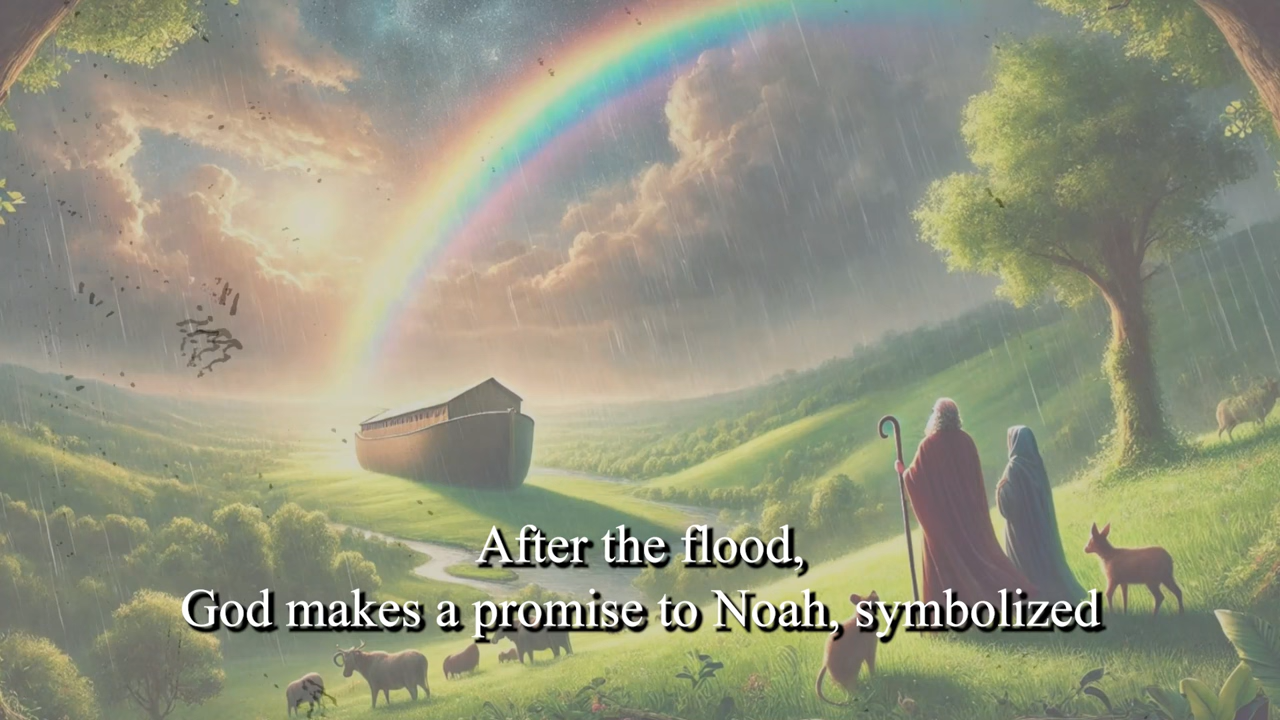 After the flood,
God makes a promise to Noah, symbolized